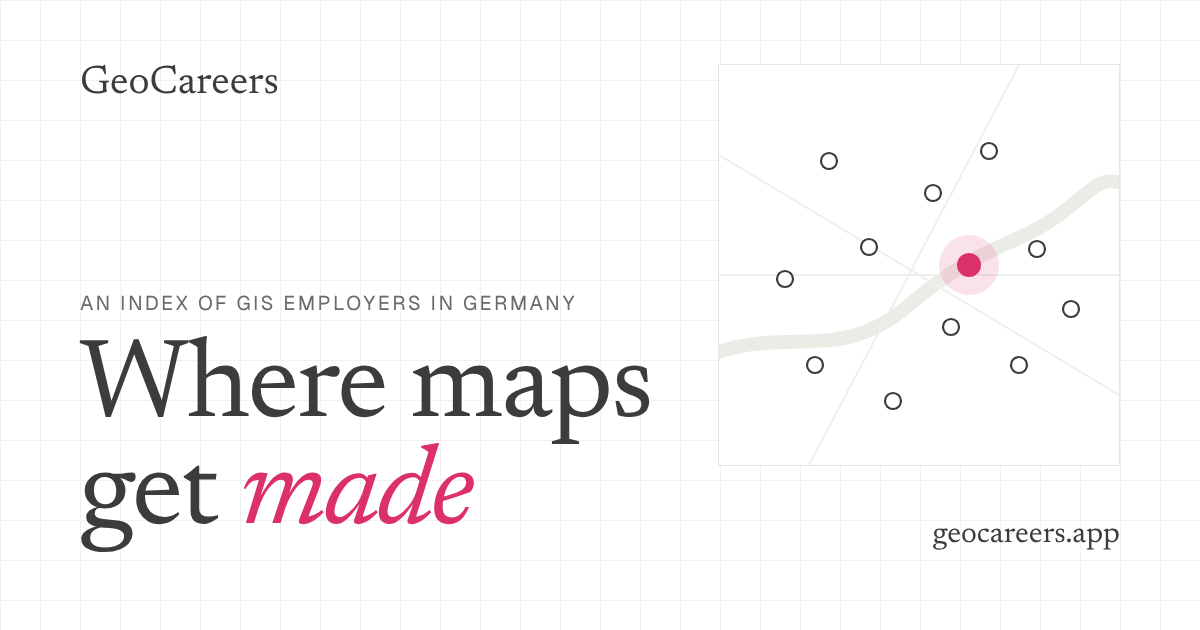 GeoCareers
AN INDEX OF GIS EMPLOYERS IN GERMANY
Where maps
get made
geocareers.app